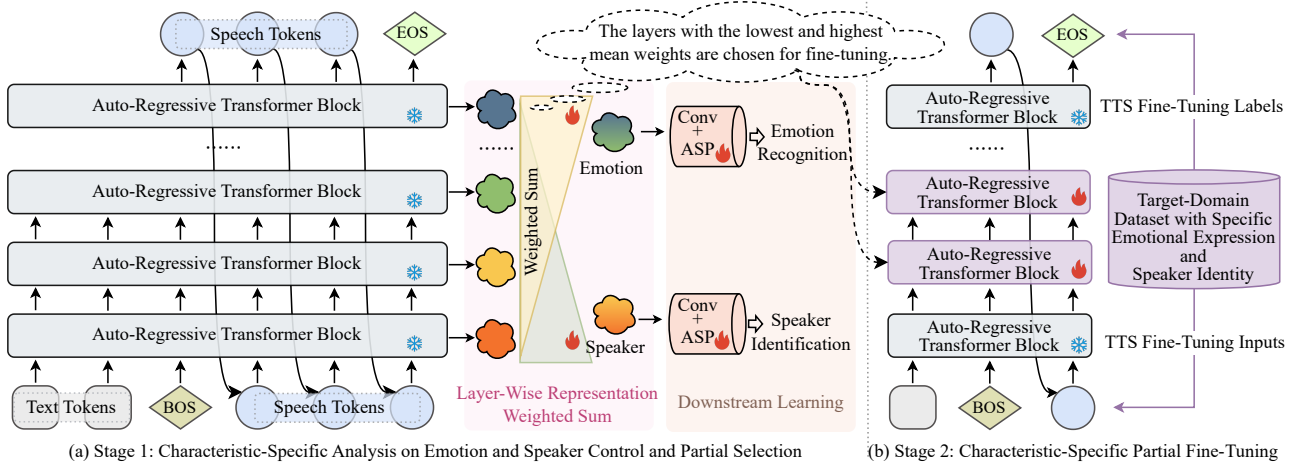 Speech Tokens
EOS
The layers with the lowest and highest
mean weights are chosen for fine-tuning.
Auto-Regressive Transformer Block
......
Auto-Regressive Transformer Block
Auto-Regressive Transformer Block
Auto-Regressive Transformer Block
Text Tokens
BOS
Speech Tokens
......
Weighted Sum
Emotion
Speaker
Layer-Wise Representation
Weighted Sum
Conv
+
ASP
Emotion
Recognition
Conv
+
ASP
Speaker
Identification
Downstream Learning
(a) Stage 1: Characteristic-Specific Analysis on Emotion and Speaker Control and Partial Selection
EOS
Auto-Regressive
Transformer Block
......
Auto-Regressive
Transformer Block
Auto-Regressive
Transformer Block
Auto-Regressive
Transformer Block
BOS
TTS Fine-Tuning Labels
Target-Domain
Dataset with Specific
Emotional Expression
and
Speaker Identity
TTS Fine-Tuning Inputs
(b) Stage 2: Characteristic-Specific Partial Fine-Tuning